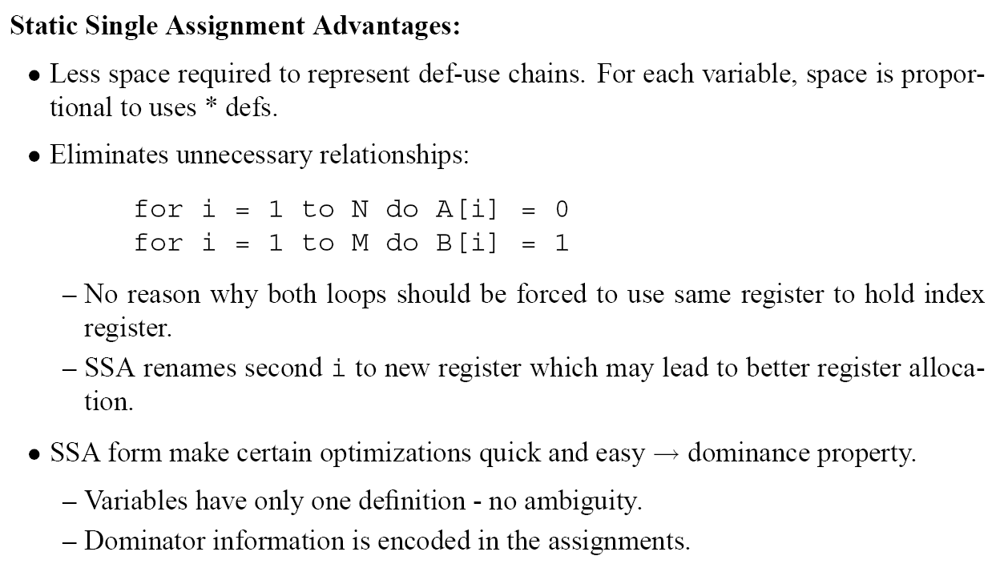 Static Single Assignment Advantages:
• Less space required to represent def-use chains. For each variable, space is propor-
tional to uses * defs.
• Eliminates unnecessary relationships:
for i = 1 to N do A[i] = 0
for i = 1 to M do B[i] = 1
– No reason why both loops should be forced to use same register to hold index
register.
– SSA renames second i to new register which may lead to better register alloca-
tion.
• SSA form make certain optimizations quick and easy → dominance property.
– Variables have only one definition - no ambiguity.
– Dominator information is encoded in the assignments.